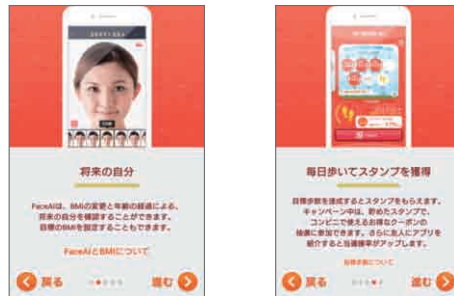 将来の自分
FaceAIは、BMIの変更と年齢の経過による、
将来の自分を確認することができます。
目標のBMIを設定することもできます。
FaceAIとBMIについて
戻る
進む
毎日歩いてスタンプを獲得
目標歩数を達成するとスタンプをもらえます。
キャンペーン中は、貯めたスタンプで、
コンビニで使えるお得なクーポンの
抽選に参加できます。さらに友人にアプリを
紹介すると当選確率がアップします。
目標歩数について
戻る
進む